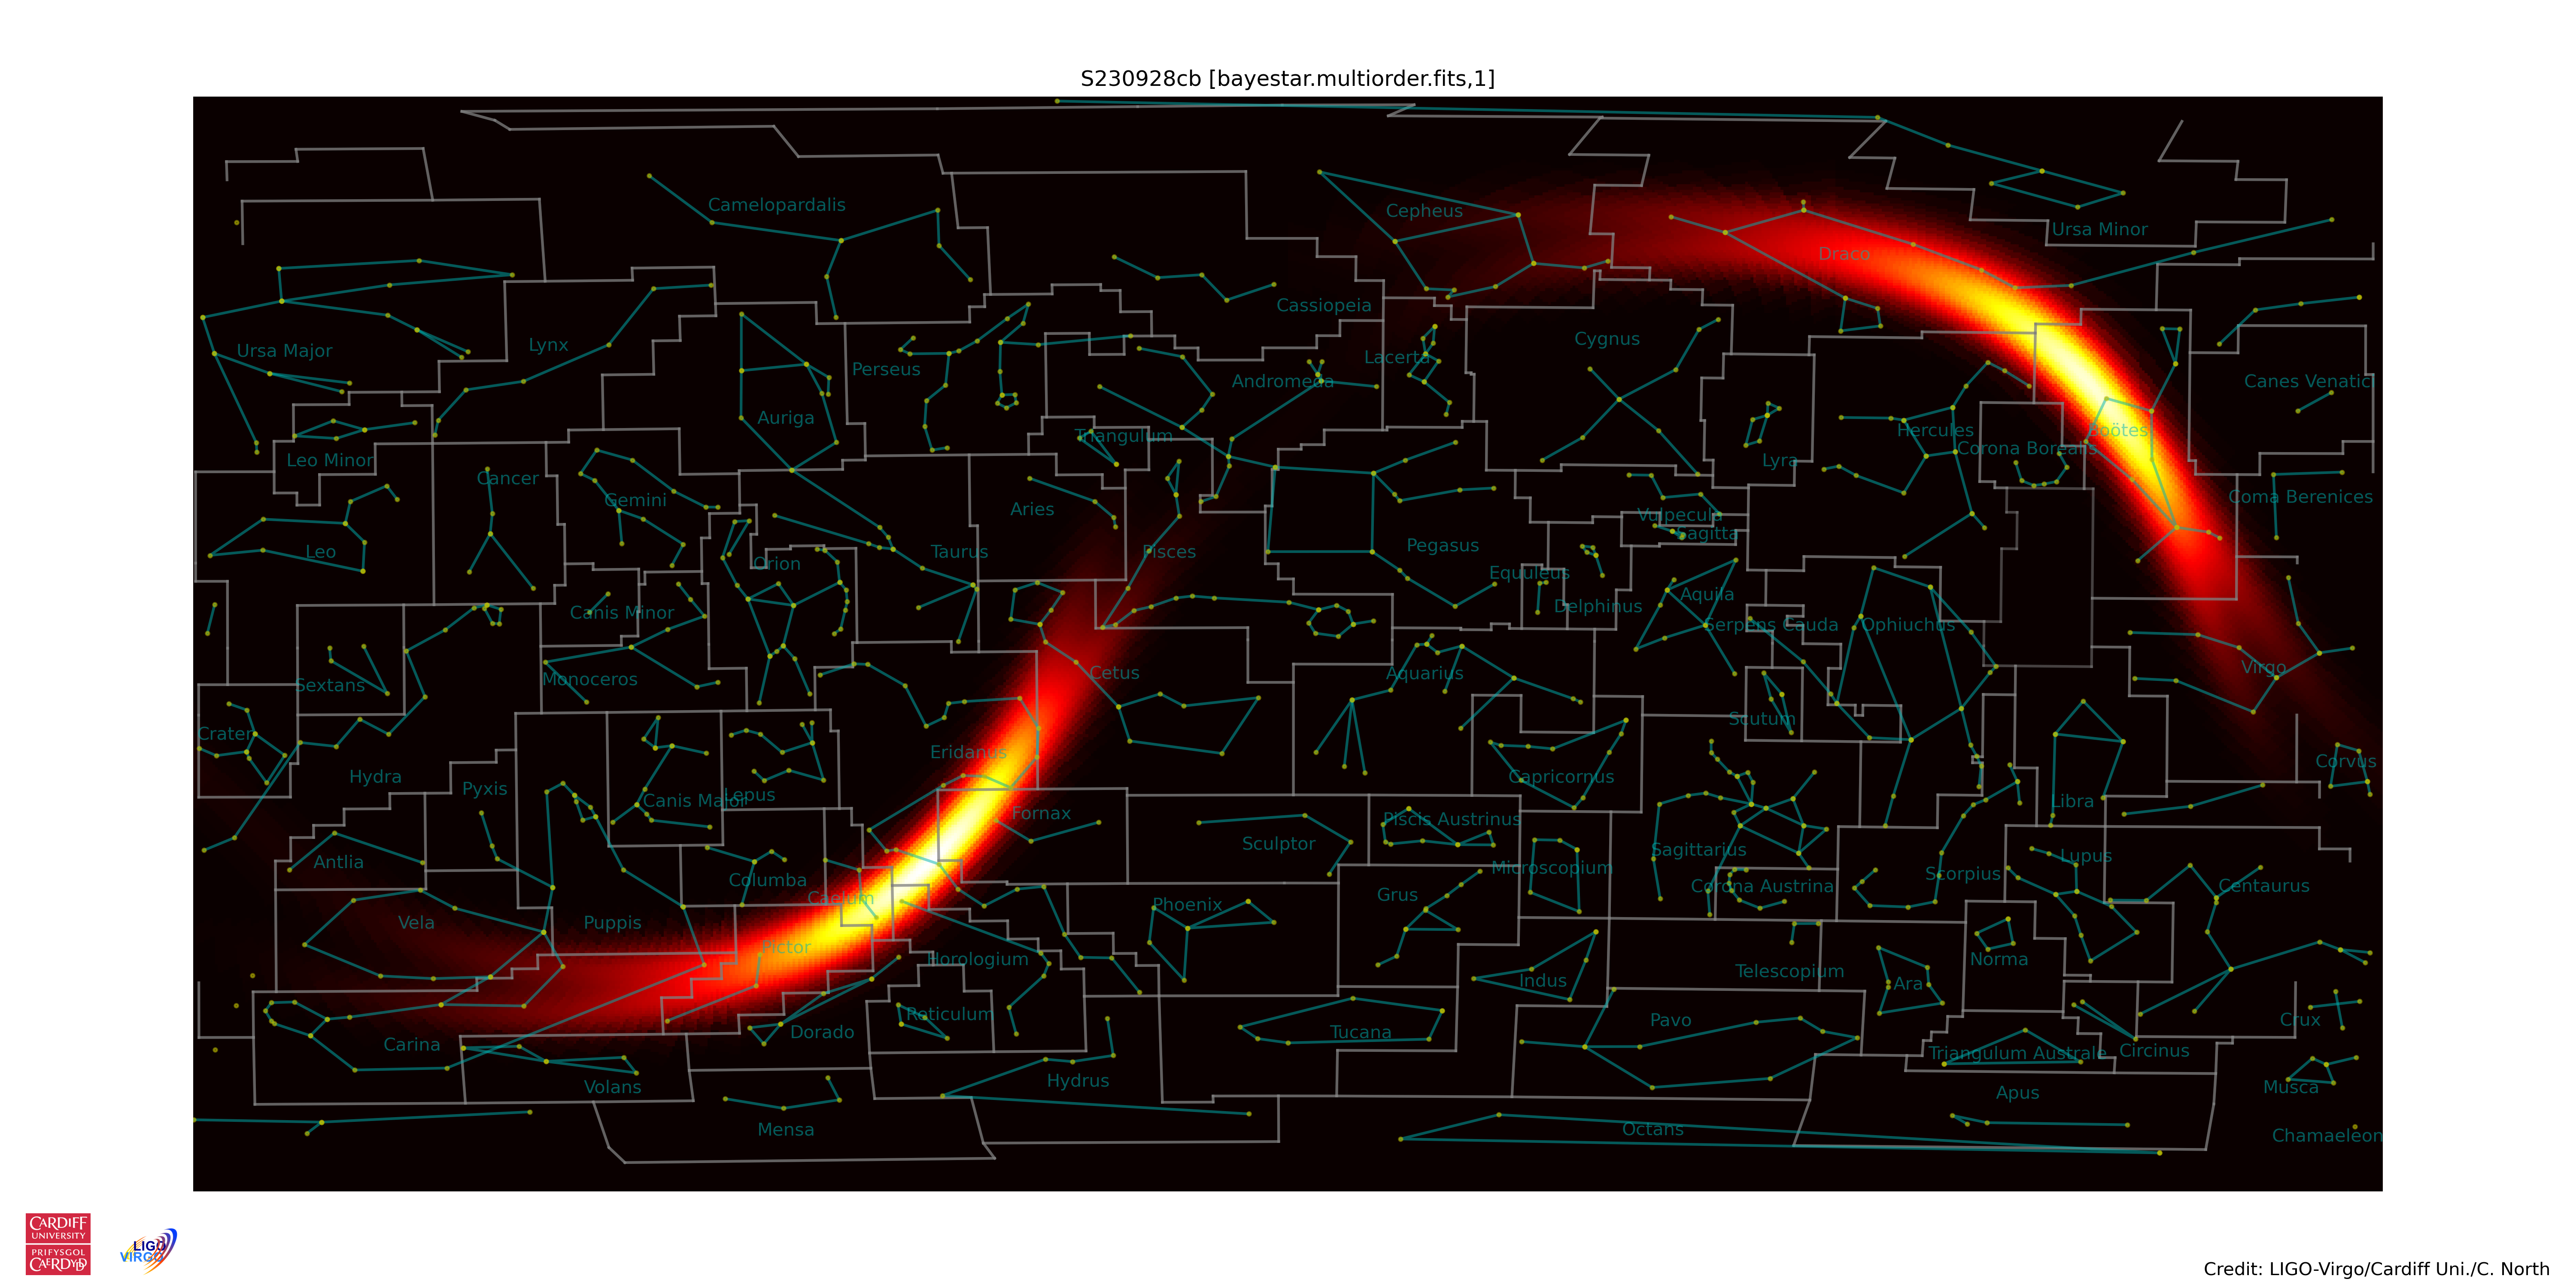 S230928cb [bayestar.multiorder.fits,1]
Camelopardalis
Cepheus
Ursa Minor
Draco
Cassiopeia
Ursa Major
Lynx
Perseus
Lacerta
Cygnus
Andromeda
Canes Venatici
Auriga
Triangulum
Hercules
Boötes
Corona Borealis
Leo Minor
Lyra
Cancer
Gemini
Coma Berenices
Aries
Vulpecula
Sagitta
Leo
Orion
Taurus
Pisces
Pegasus
Equuleus
Canis Minor
Delphinus
Aquila
Serpens Cauda
Ophiuchus
Sextans
Monoceros
Cetus
Aquarius
Virgo
Crater
Scutum
Eridanus
Hydra
Pyxis
Canis Major
Lepus
Fornax
Capricornus
Libra
Corvus
Piscis Austrinus
Sculptor
Sagittarius
Antlia
Microscopium
Lupus
Columba
Caelum
Grus
Corona Austrina
Scorpius
Centaurus
Vela
Puppis
Phoenix
Pictor
Horologium
Indus
Telescopium
Norma
Ara
Reticulum
Dorado
Tucana
Pavo
Crux
Carina
Triangulum Australe
Circinus
Volans
Hydrus
Apus
Musca
Mensa
Octans
Chamaeleon
CARDIFF
UNIVERSITY
PRIFYSGOL
CAERDYDD
LIGO
VIRGO
Credit: LIGO-Virgo/Cardiff Uni./C. North